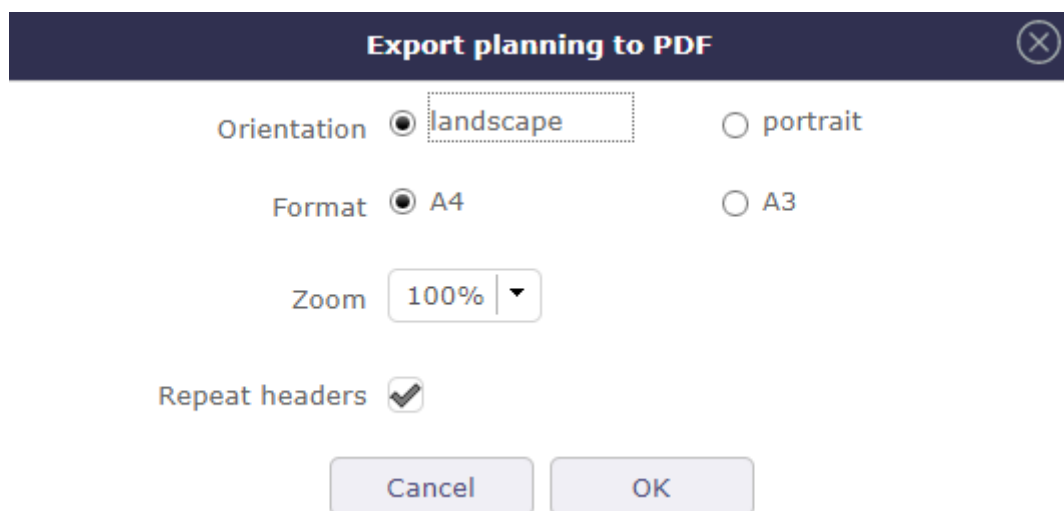 Export planning to PDF
Orientation landscape portrait
Format A4 A3
Zoom 100%
Repeat headers
Cancel OK